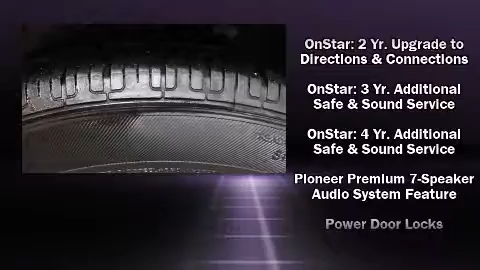 OnStar: 2 Yr. Upgrade to
Directions & Connections
OnStar: 3 Yr. Additional
Safe & Sound Service
OnStar: 4 Yr. Additional
Safe & Sound Service
Pioneer Premium 7-Speaker
Audio System Feature
Power Door Locks